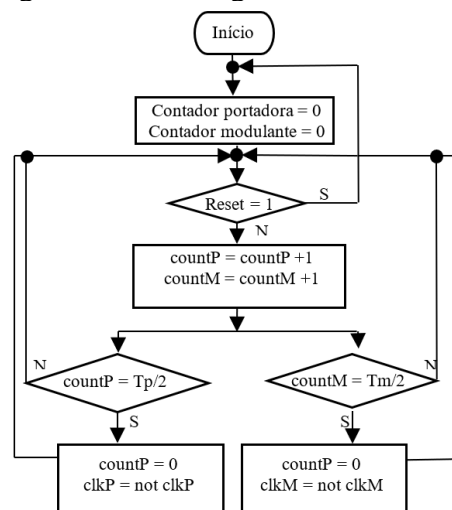 Início
Contador portadora = 0
Contador modulante = 0
Reset = 1
S
N
countP = countP +1
countM = countM +1
N
countP = Tp/2
countM = Tm/2
N
S
S
countP = 0
clkP = not clkP
countP = 0
clkM = not clkM